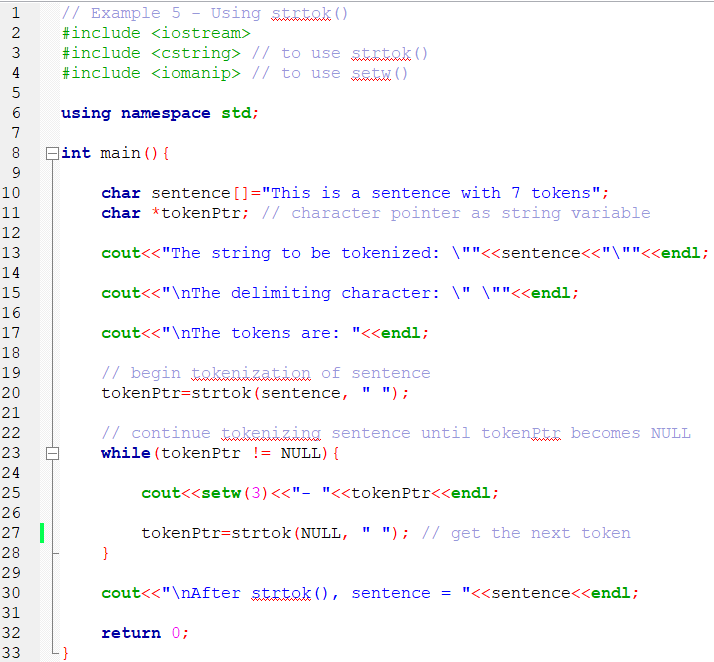 1 // Example 5 - Using strtok()
2 #include <iostream>
3 #include <cstring> // to use strtok()
4 #include <iomanip> // to use setw()
5
6 using namespace std;
7
8 int main(){
9
10 char sentence[]="This is a sentence with 7 tokens";
11 char *tokenPtr; // character pointer as string variable
12
13 cout<<"The string to be tokenized: \""<<sentence<<"\""<<endl;
14
15 cout<<"\nThe delimiting character: \" \""<<endl;
16
17 cout<<"\nThe tokens are: "<<endl;
18
19 // begin tokenization of sentence
20 tokenPtr=strtok(sentence, " ");
21
22 // continue tokenizing sentence until tokenPtr becomes NULL
23 while(tokenPtr != NULL){
24
25 cout<<setw(3)<<"- "<<tokenPtr<<endl;
26
27 tokenPtr=strtok(NULL, " "); // get the next token
28 }
29
30 cout<<"\nAfter strtok(), sentence = "<<sentence<<endl;
31
32 return 0;
33 }